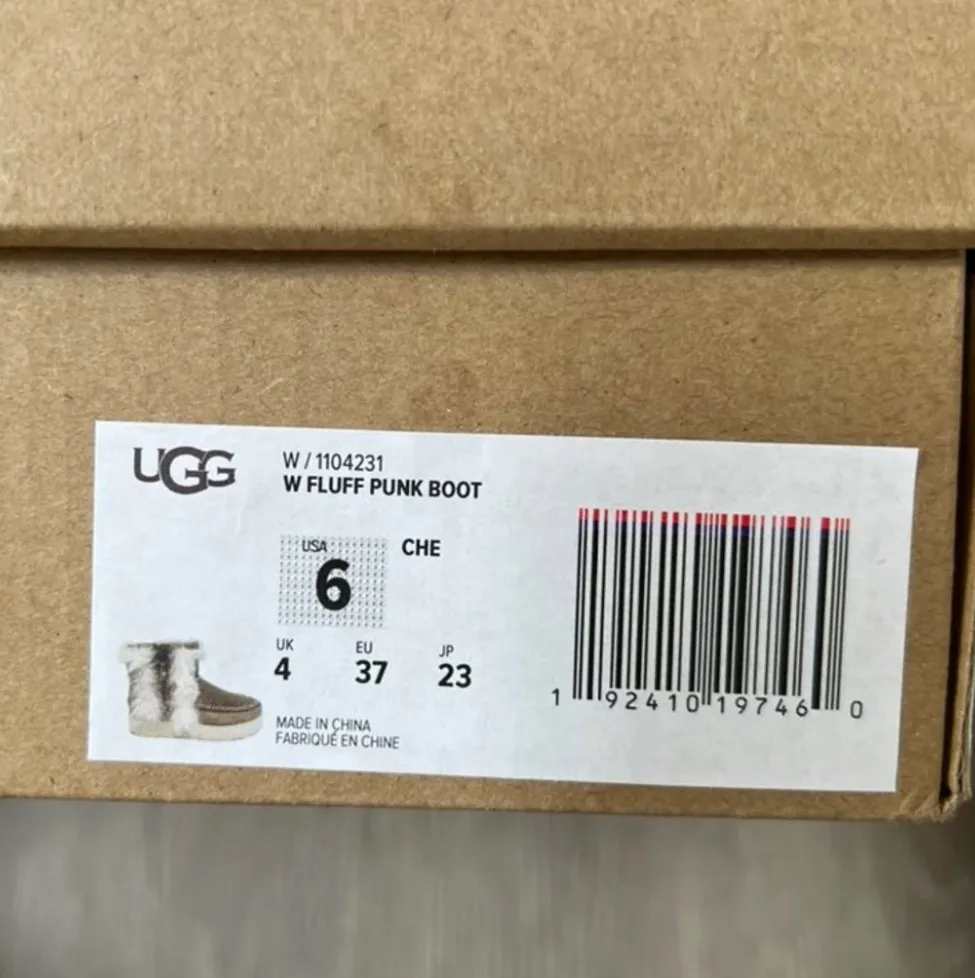 UGG
W / 1104231
W FLUFF PUNK BOOT
USA
6
CHE
UK EU JP
4 37 23
MADE IN CHINA
FABRIQUÉ EN CHINE
1 92410 19746 0